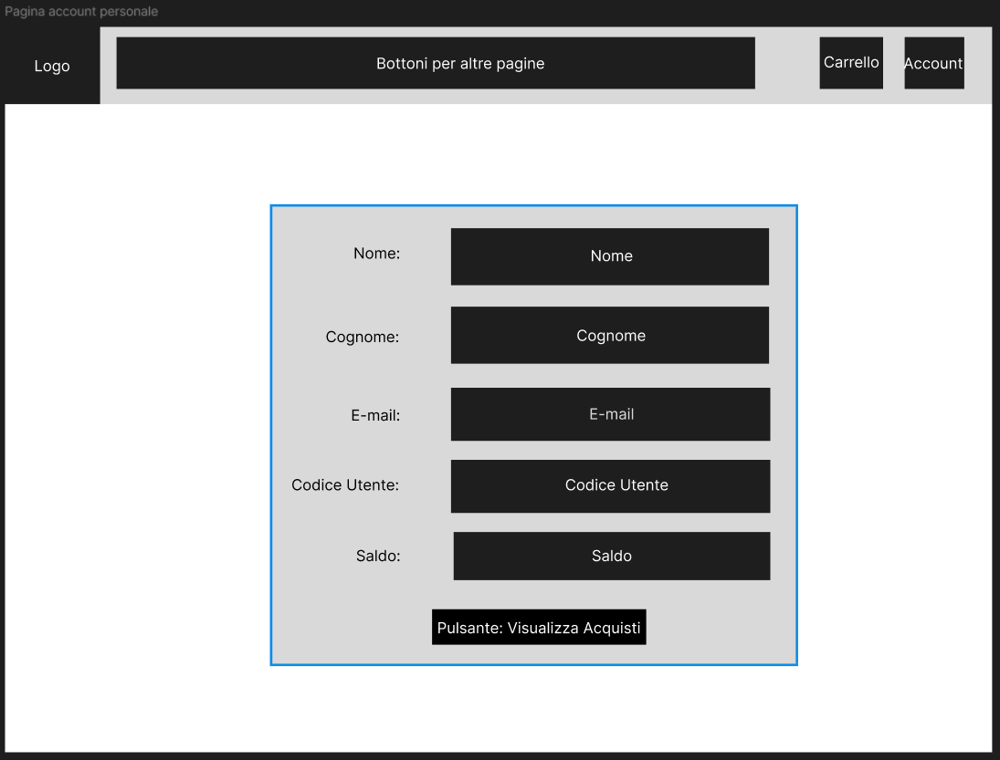 Pagina account personale
Logo
Bottoni per altre pagine
Carrello
Account
Nome:
Nome
Cognome:
Cognome
E-mail:
E-mail
Codice Utente:
Codice Utente
Saldo:
Saldo
Pulsante: Visualizza Acquisti